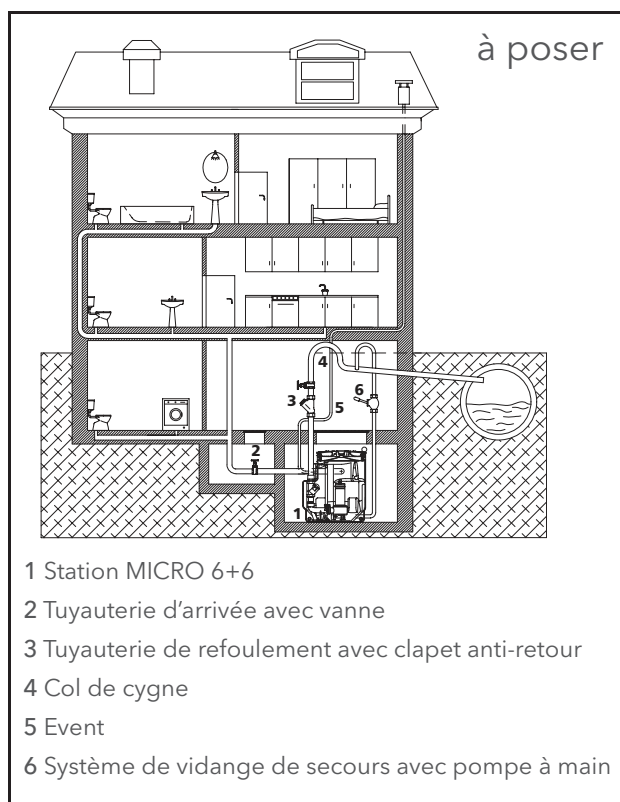 à poser
4
3
6
5
2
1
1 Station MICRO 6+6
2 Tuyauterie d’arrivée avec vanne
3 Tuyauterie de refoulement avec clapet anti-retour
4 Col de cygne
5 Event
6 Système de vidange de secours avec pompe à main